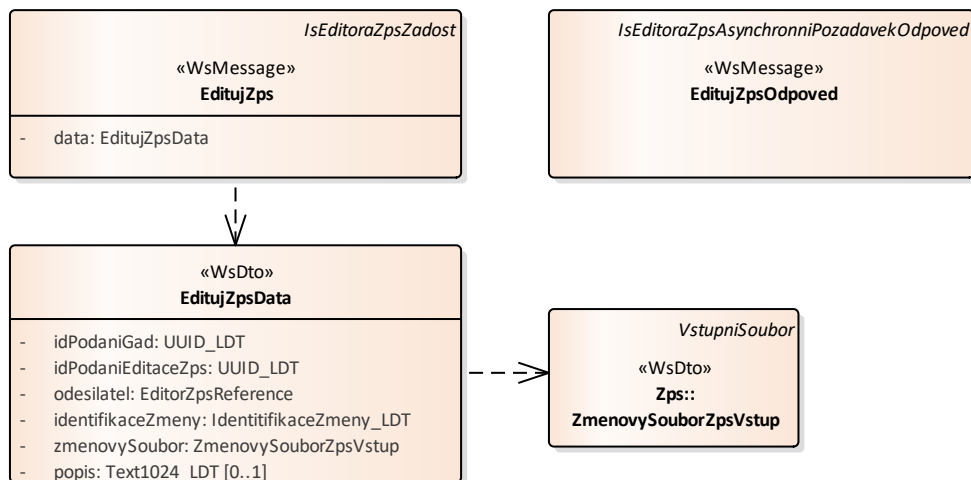 IsEditoraZpsZadost
«WsMessage»
EditujZps
- data: EditujZpsData
IsEditoraZpsAsynchronniPozadavekOdpoved
«WsMessage»
EditujZpsOdpoved
«WsDto»
EditujZpsData
- idPodaniGad: UUID_LDT
- idPodaniEditaceZps: UUID_LDT
- odesilatel: EditorZpsReference
- identifikaceZmeny: IdentitifikaceZmeny_LDT
- zmenovySoubor: ZmenovySouborZpsVstup
- popis: Text1024_LDT [0..1]
VstupniSoubor
«WsDto»
Zps::
ZmenovySouborZpsVstup